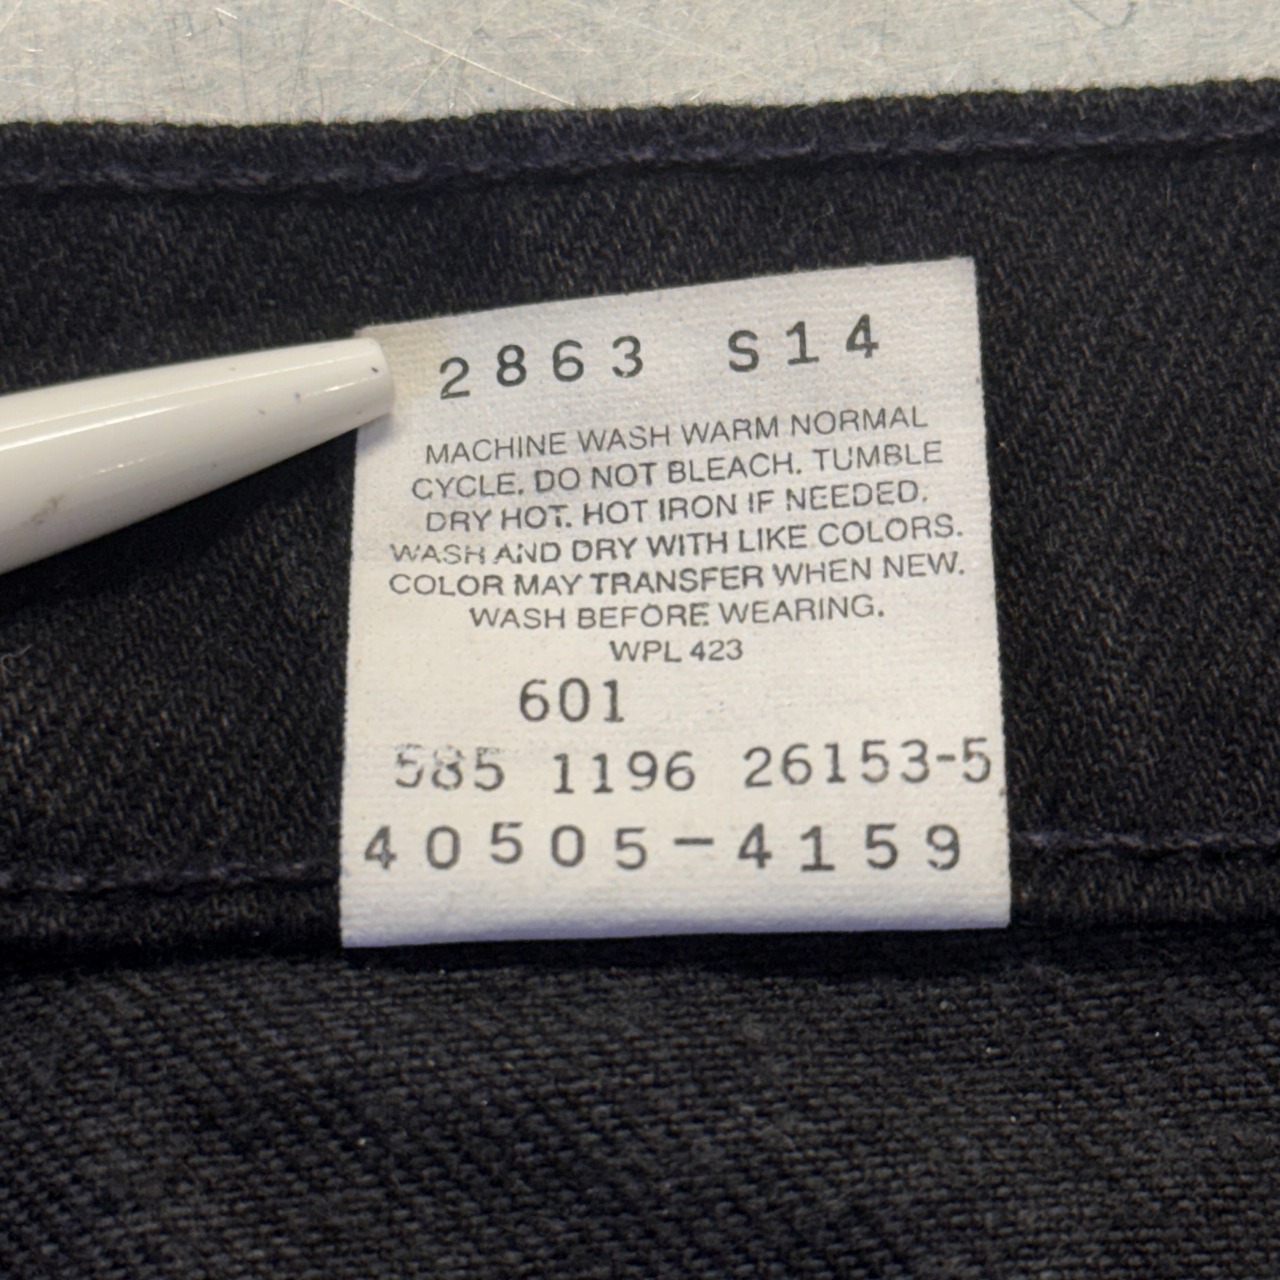 2863 S14
MACHINE WASH WARM NORMAL
CYCLE. DO NOT BLEACH. TUMBLE
DRY HOT. HOT IRON IF NEEDED.
WASH AND DRY WITH LIKE COLORS.
COLOR MAY TRANSFER WHEN NEW.
WASH BEFORE WEARING.
WPL 423
601
585 1196 26153-5
40505-4159